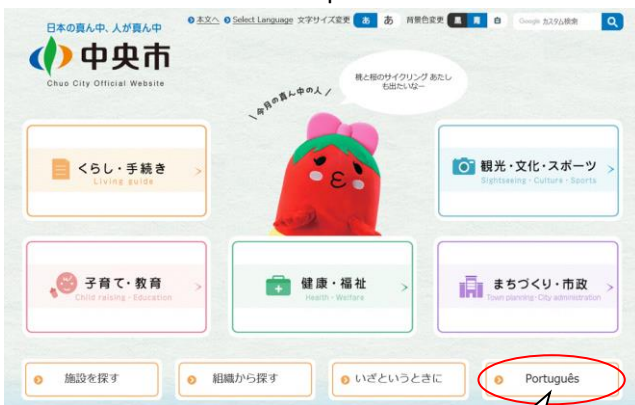 本文へ Select Language 文字サイズ変更 あ あ 背景色変更 黒 青 白 Google カスタム検索
日本の真ん中、人が真ん中
中央市
Chuo City Official Website
今月の真ん中の人
桃と桜のサイクリング あたし
も出たいなー
くらし・手続き
Living guide
観光・文化・スポーツ
Sightseeing・Culture・Sports
子育て・教育
Child raising・Education
健康・福祉
Health・Welfare
まちづくり・市政
Town planning・City administration
施設を探す
組織から探す
いざというときに
Português